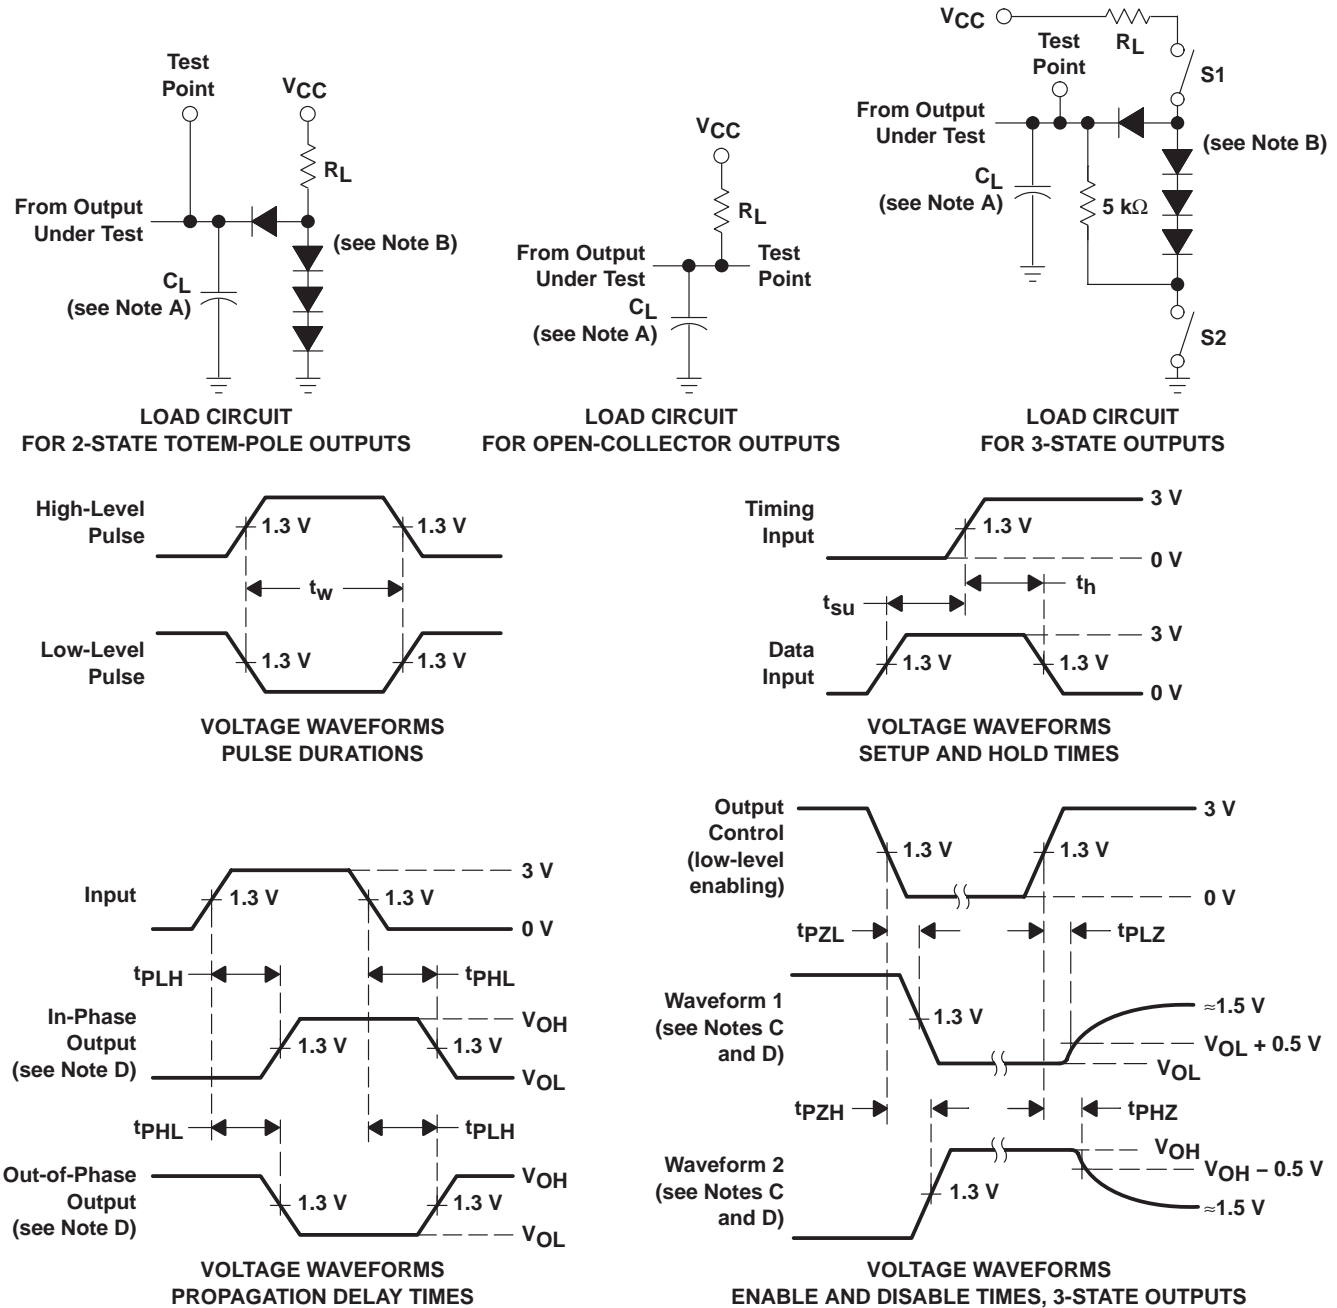 Test
Point
VCC
RL
From Output
Under Test
(see Note B)
CL
(see Note A)
LOAD CIRCUIT
FOR 2-STATE TOTEM-POLE OUTPUTS
VCC
RL
From Output
Under Test
Test
Point
CL
(see Note A)
LOAD CIRCUIT
FOR OPEN-COLLECTOR OUTPUTS
VCC
RL
Test
Point
S1
From Output
Under Test
(see Note B)
CL
(see Note A)
5 kΩ
S2
LOAD CIRCUIT
FOR 3-STATE OUTPUTS
High-Level
Pulse
1.3 V
1.3 V
tw
Low-Level
Pulse
1.3 V
1.3 V
VOLTAGE WAVEFORMS
PULSE DURATIONS
Timing
Input
1.3 V
3 V
0 V
th
tsu
Data
Input
1.3 V
1.3 V
3 V
0 V
VOLTAGE WAVEFORMS
SETUP AND HOLD TIMES
Input
1.3 V
1.3 V
3 V
0 V
tPLH
tPHL
In-Phase
Output
(see Note D)
1.3 V
1.3 V
VOH
VOL
tPHL
tPLH
Out-of-Phase
Output
(see Note D)
1.3 V
1.3 V
VOH
VOL
VOLTAGE WAVEFORMS
PROPAGATION DELAY TIMES
Output
Control
(low-level
enabling)
1.3 V
1.3 V
3 V
0 V
tPZL
tPLZ
Waveform 1
(see Notes C
and D)
1.3 V
≈1.5 V
VOL + 0.5 V
VOL
tPZH
tPHZ
Waveform 2
(see Notes C
and D)
1.3 V
VOH
VOH – 0.5 V
≈1.5 V
VOLTAGE WAVEFORMS
ENABLE AND DISABLE TIMES, 3-STATE OUTPUTS